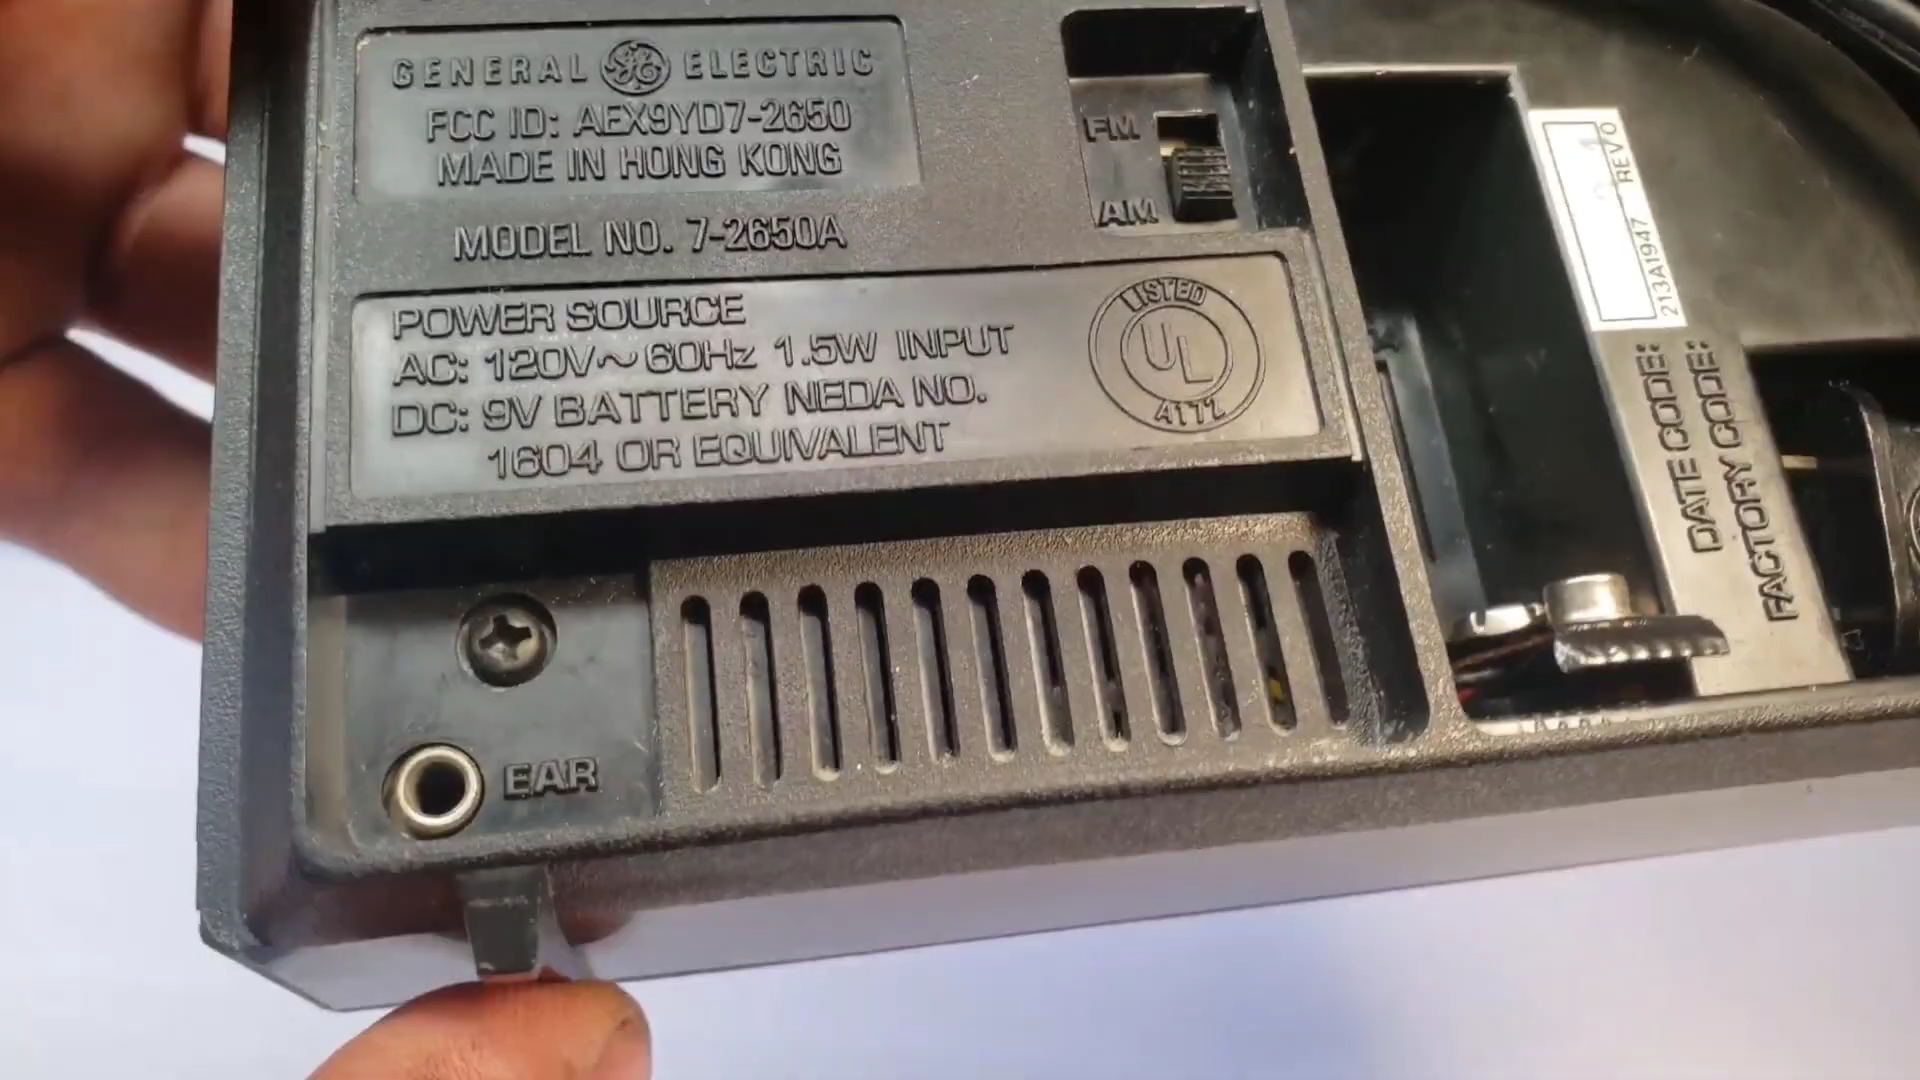 GENERAL GE ELECTRIC
FCC ID: AEX9YD7-2650
MADE IN HONG KONG
MODEL NO. 7-2650A
FM
AM
POWER SOURCE
AC: 120V~60Hz 1.5W INPUT
DC: 9V BATTERY NEDA NO.
1604 OR EQUIVALENT
LISTED
UL
EAR
213A1947 REV0
DATE CODE:
FACTORY CODE: